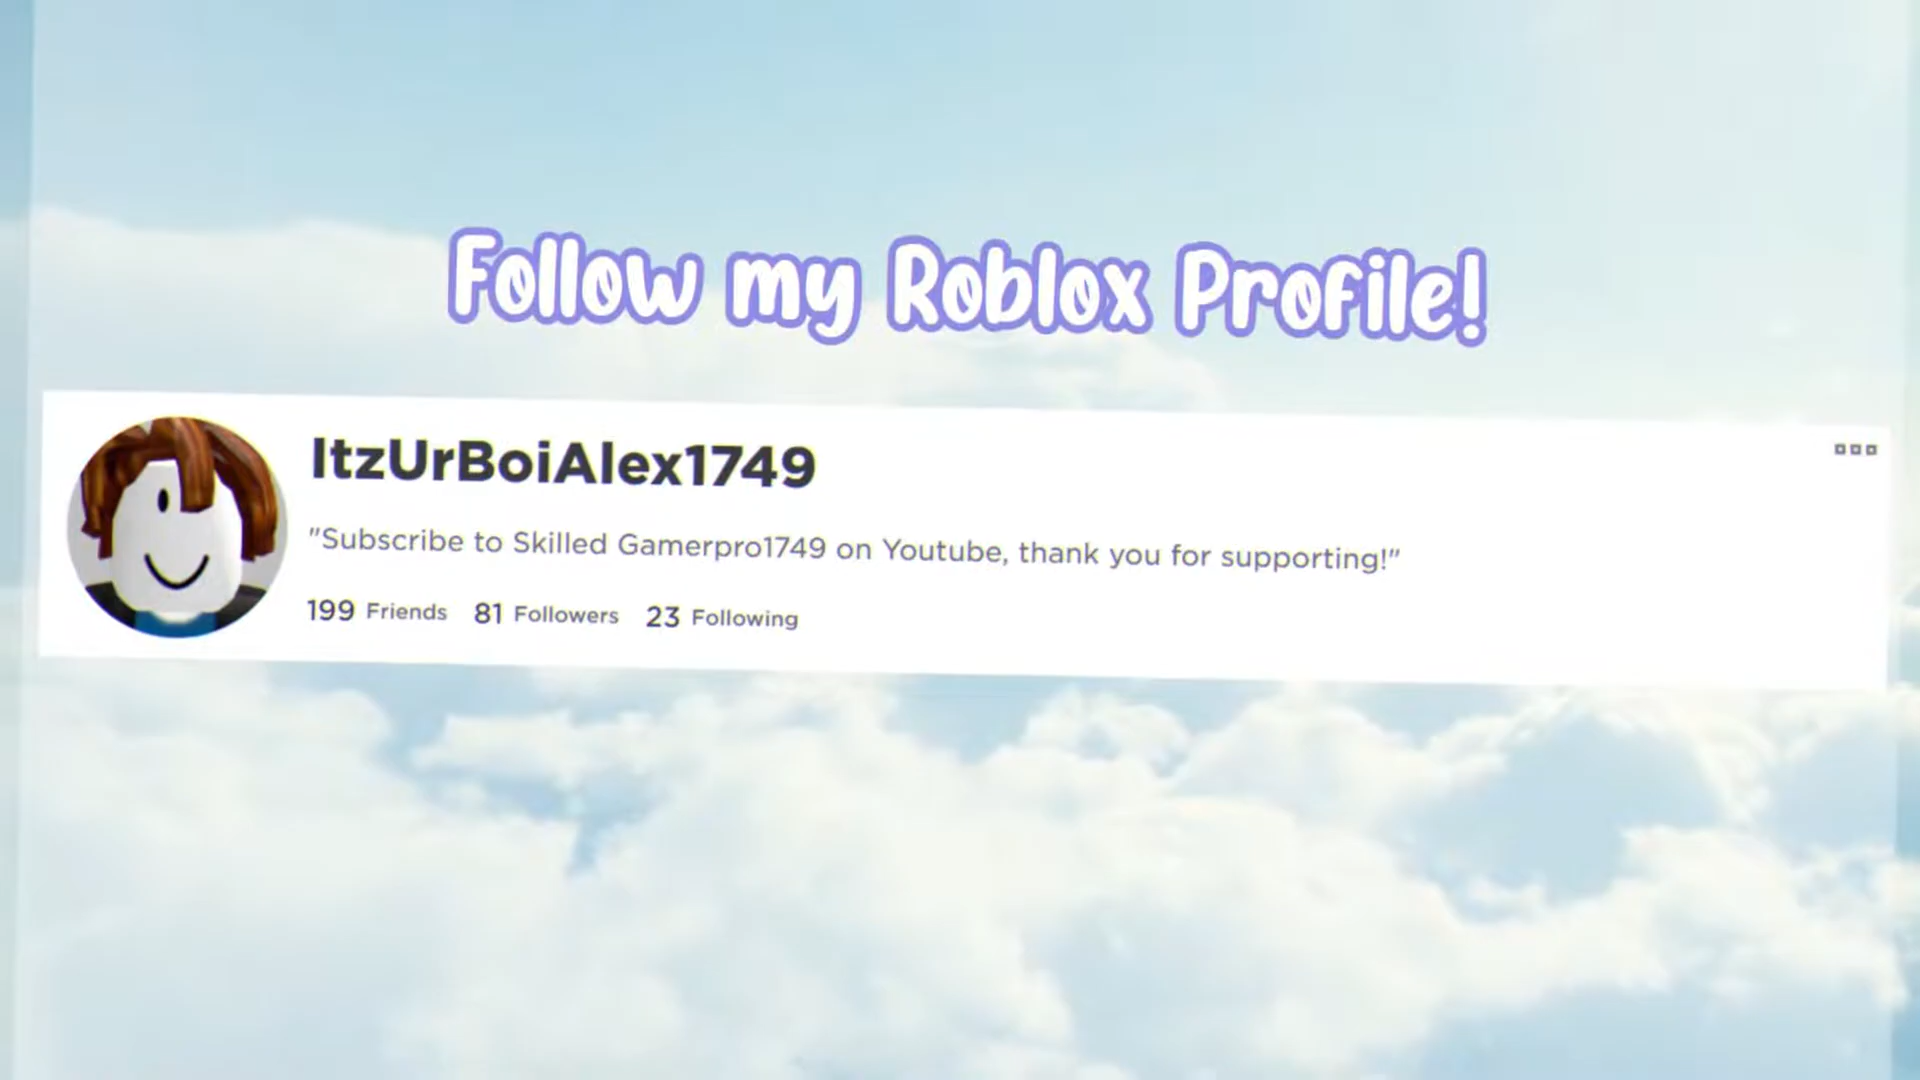 Follow my Roblox Profile!
ItzUrBoiAlex1749
"Subscribe to Skilled Gamerpro1749 on Youtube, thank you for supporting!"
199 Friends 81 Followers 23 Following